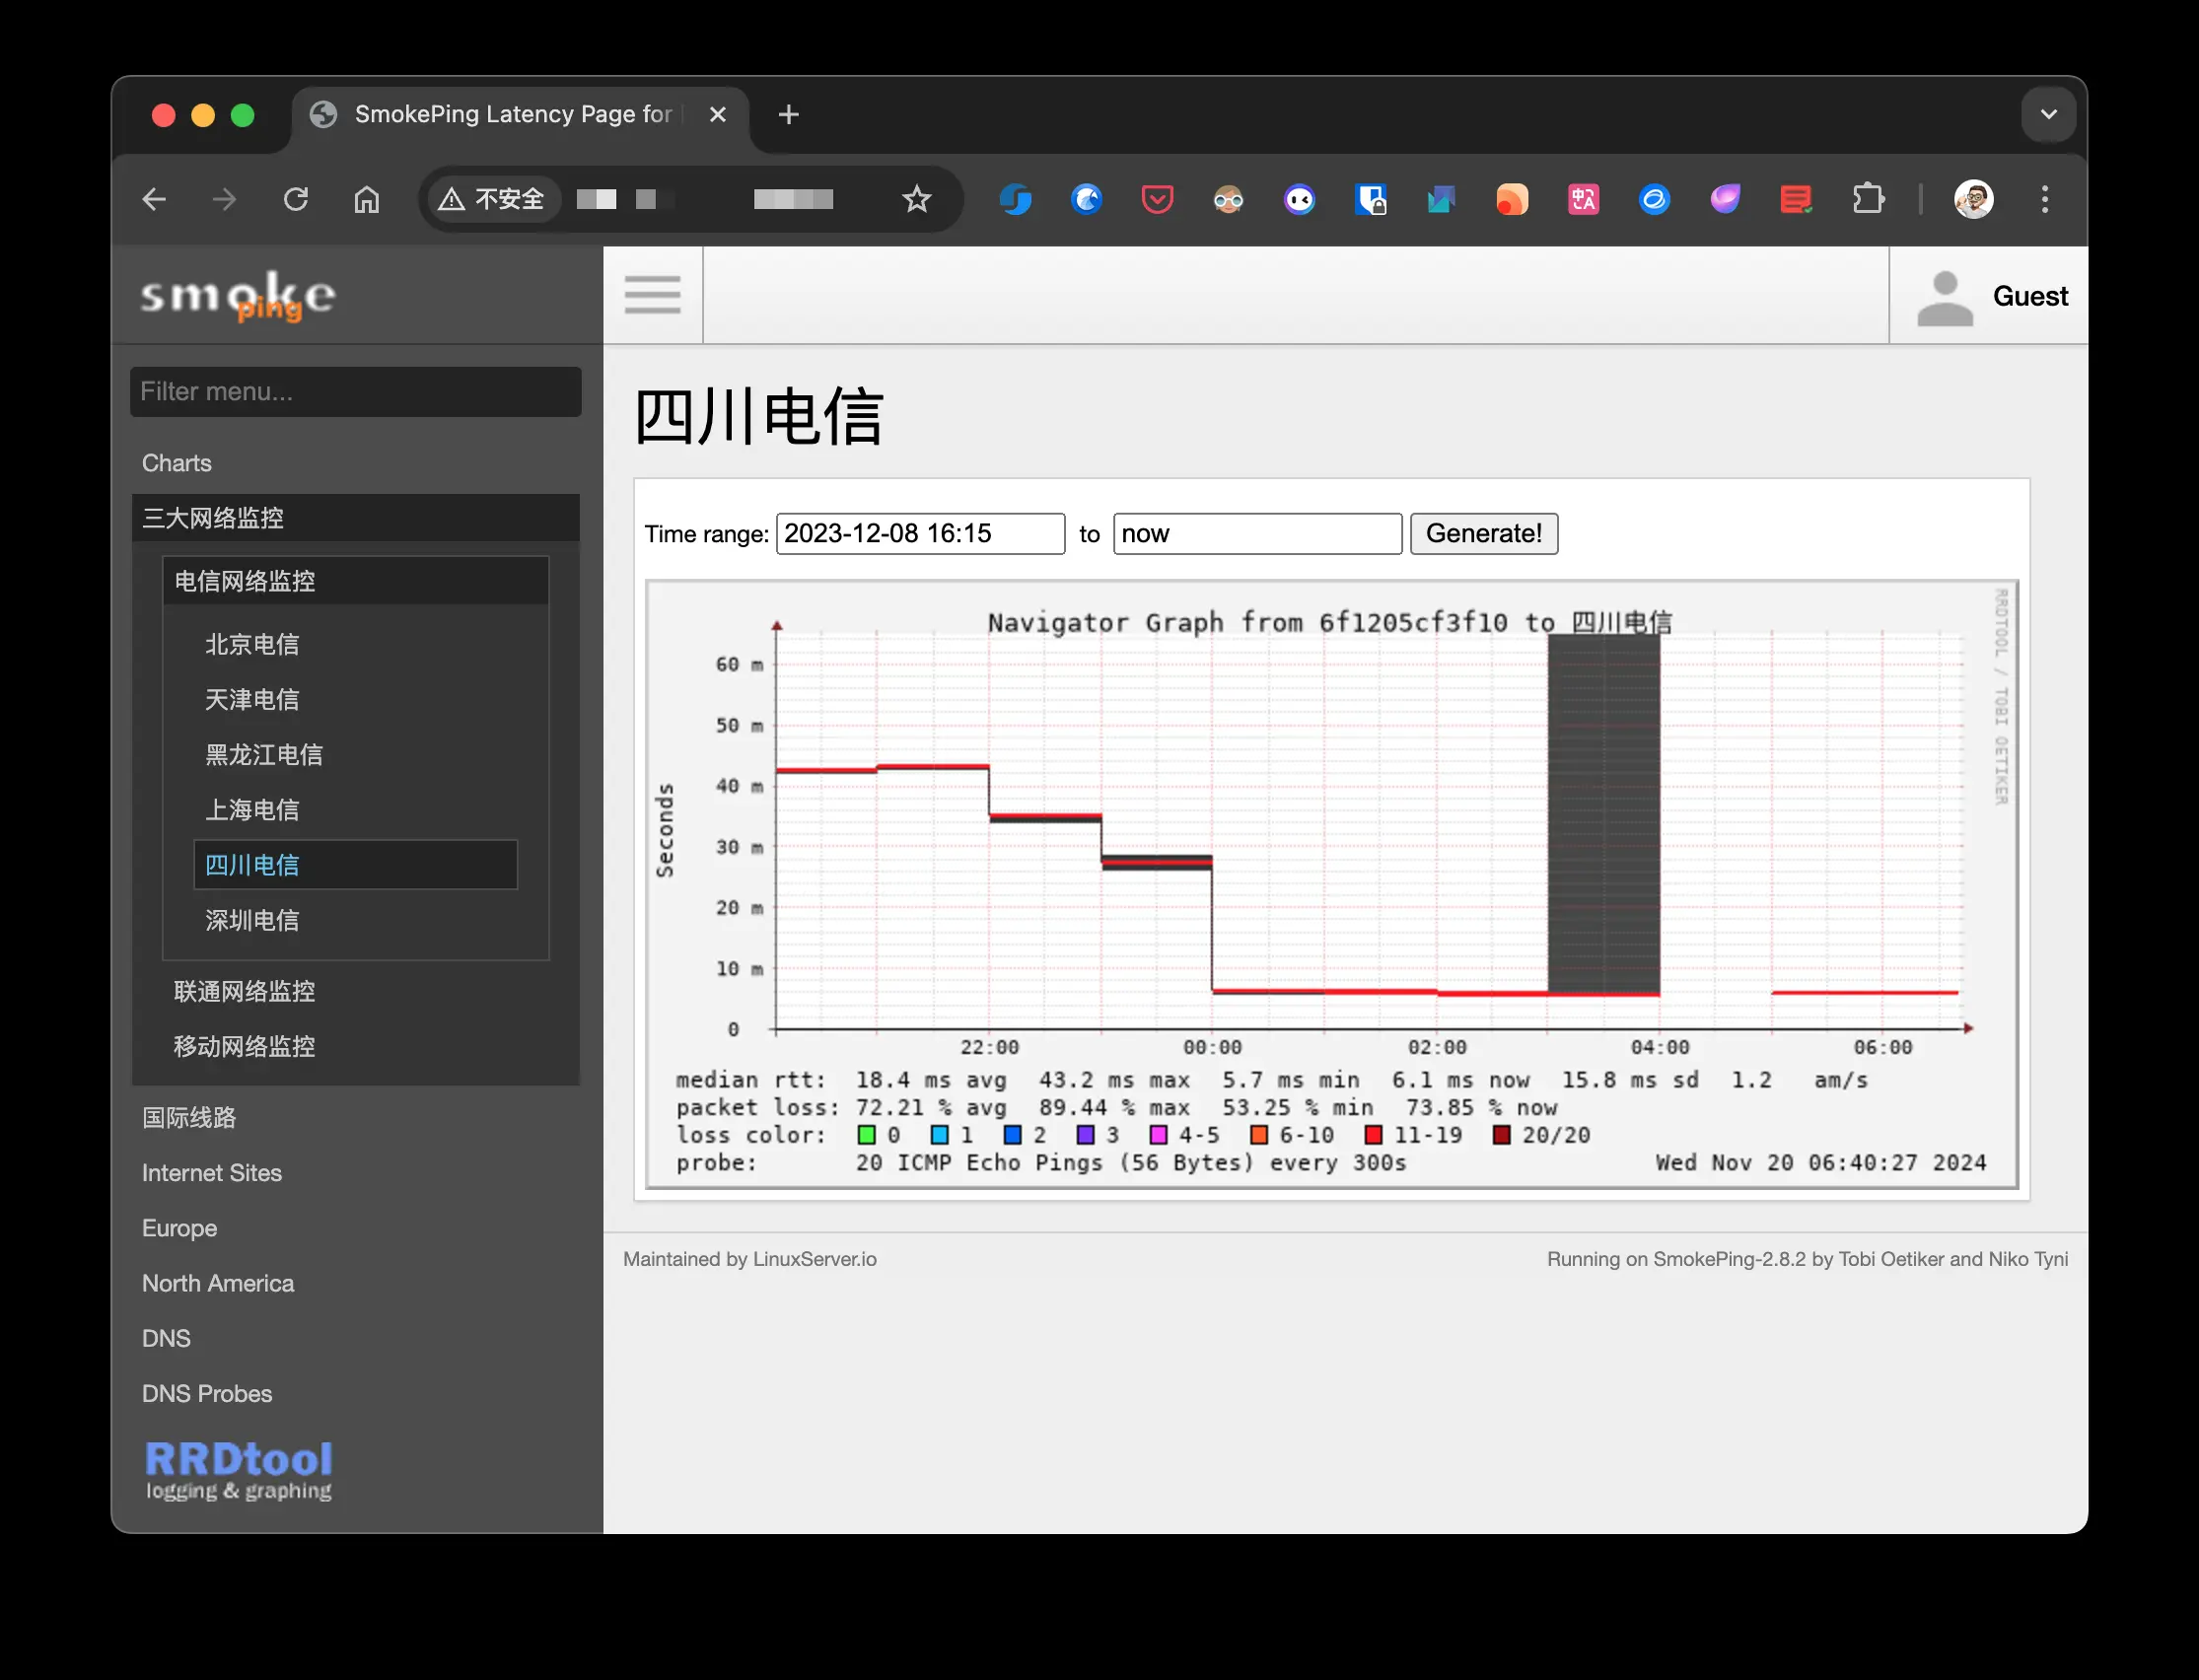 SmokePing Latency Page for
不安全
smoke
ping
Guest
Filter menu...
Charts
三大网络监控
电信网络监控
北京电信
天津电信
黑龙江电信
上海电信
四川电信
深圳电信
联通网络监控
移动网络监控
国际线路
Internet Sites
Europe
North America
DNS
DNS Probes
RRDtool
logging & graphing
四川电信
Time range: 2023-12-08 16:15 to now Generate!
Navigator Graph from 6f1205cf3f10 to 四川电信
RRDTOOL / TOBI OETIKER
Seconds
60 m
50 m
40 m
30 m
20 m
10 m
0
22:00 00:00 02:00 04:00 06:00
median rtt: 18.4 ms avg 43.2 ms max 5.7 ms min 6.1 ms now 15.8 ms sd 1.2 am/s
packet loss: 72.21 % avg 89.44 % max 53.25 % min 73.85 % now
loss color: 0 1 2 3 4-5 6-10 11-19 20/20
probe: 20 ICMP Echo Pings (56 Bytes) every 300s Wed Nov 20 06:40:27 2024
Maintained by LinuxServer.io
Running on SmokePing-2.8.2 by Tobi Oetiker and Niko Tyni